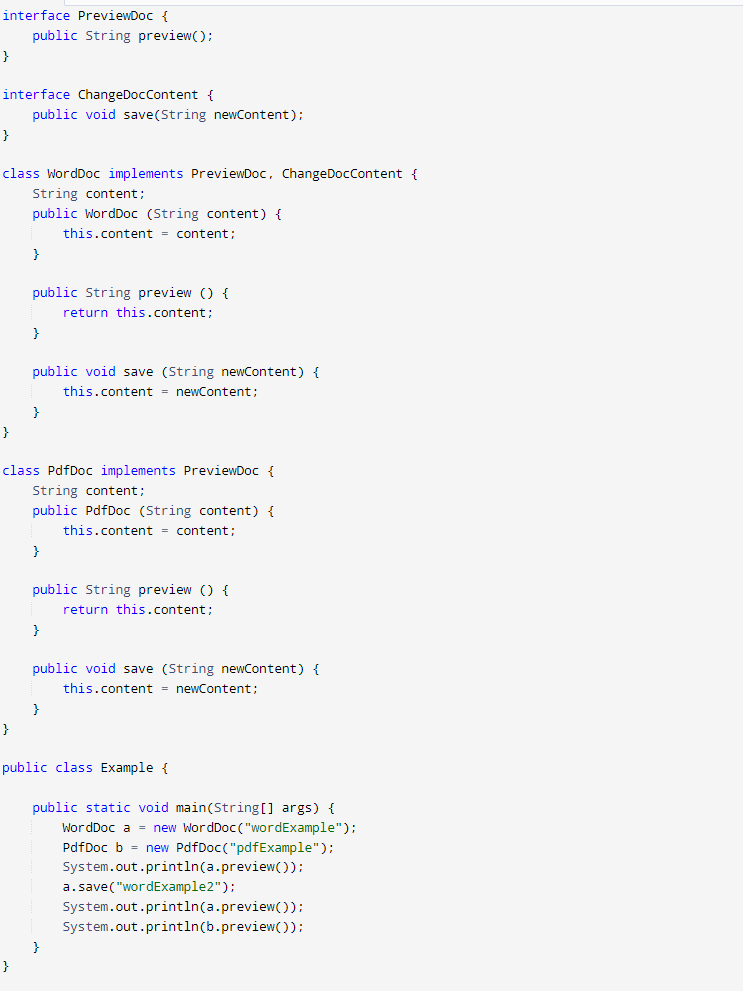 interface PreviewDoc {
public String preview();
}
interface ChangeDocContent {
public void save(String newContent);
}
class WordDoc implements PreviewDoc, ChangeDocContent {
String content;
public WordDoc (String content) {
this.content = content;
}
public String preview () {
return this.content;
}
public void save (String newContent) {
this.content = newContent;
}
}
class PdfDoc implements PreviewDoc {
String content;
public PdfDoc (String content) {
this.content = content;
}
public String preview () {
return this.content;
}
public void save (String newContent) {
this.content = newContent;
}
}
public class Example {
public static void main(String[] args) {
WordDoc a = new WordDoc("wordExample");
PdfDoc b = new PdfDoc("pdfExample");
System.out.println(a.preview());
a.save("wordExample2");
System.out.println(a.preview());
System.out.println(b.preview());
}
}